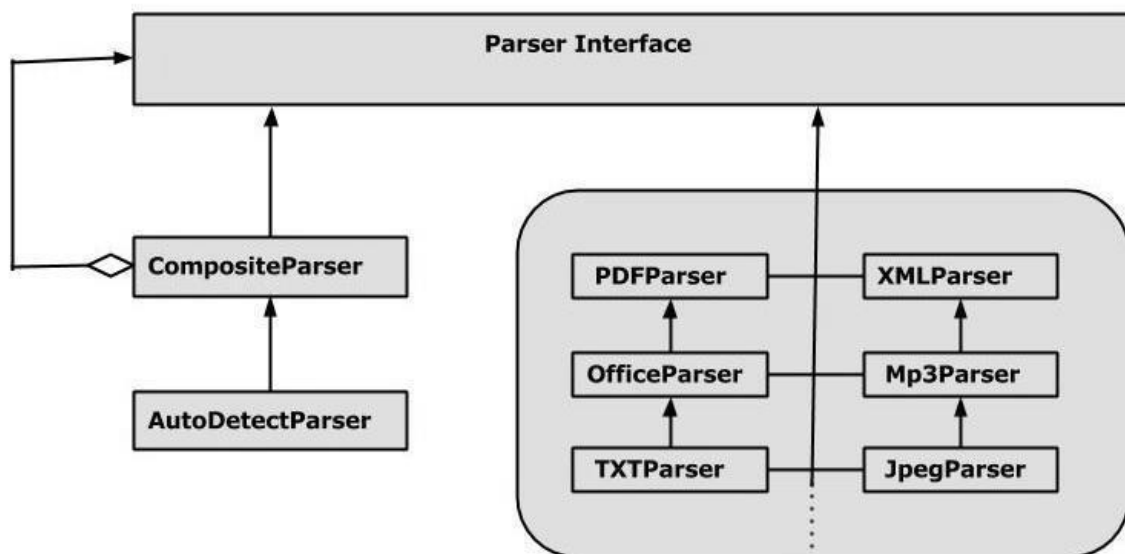 Parser Interface
CompositeParser
AutoDetectParser
PDFParser
XMLParser
OfficeParser
Mp3Parser
TXTParser
JpegParser